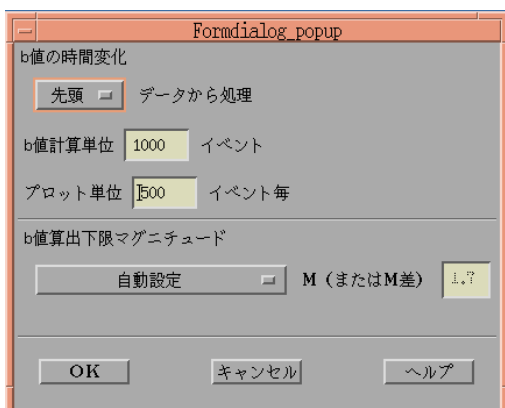 Formdialog_popup
b値の時間変化
先頭 データから処理
b値計算単位 1000 イベント
プロット単位 500 イベント毎
b値算出下限マグニチュード
自動設定 M (またはM差) 1.7
OK キャンセル ヘルプ